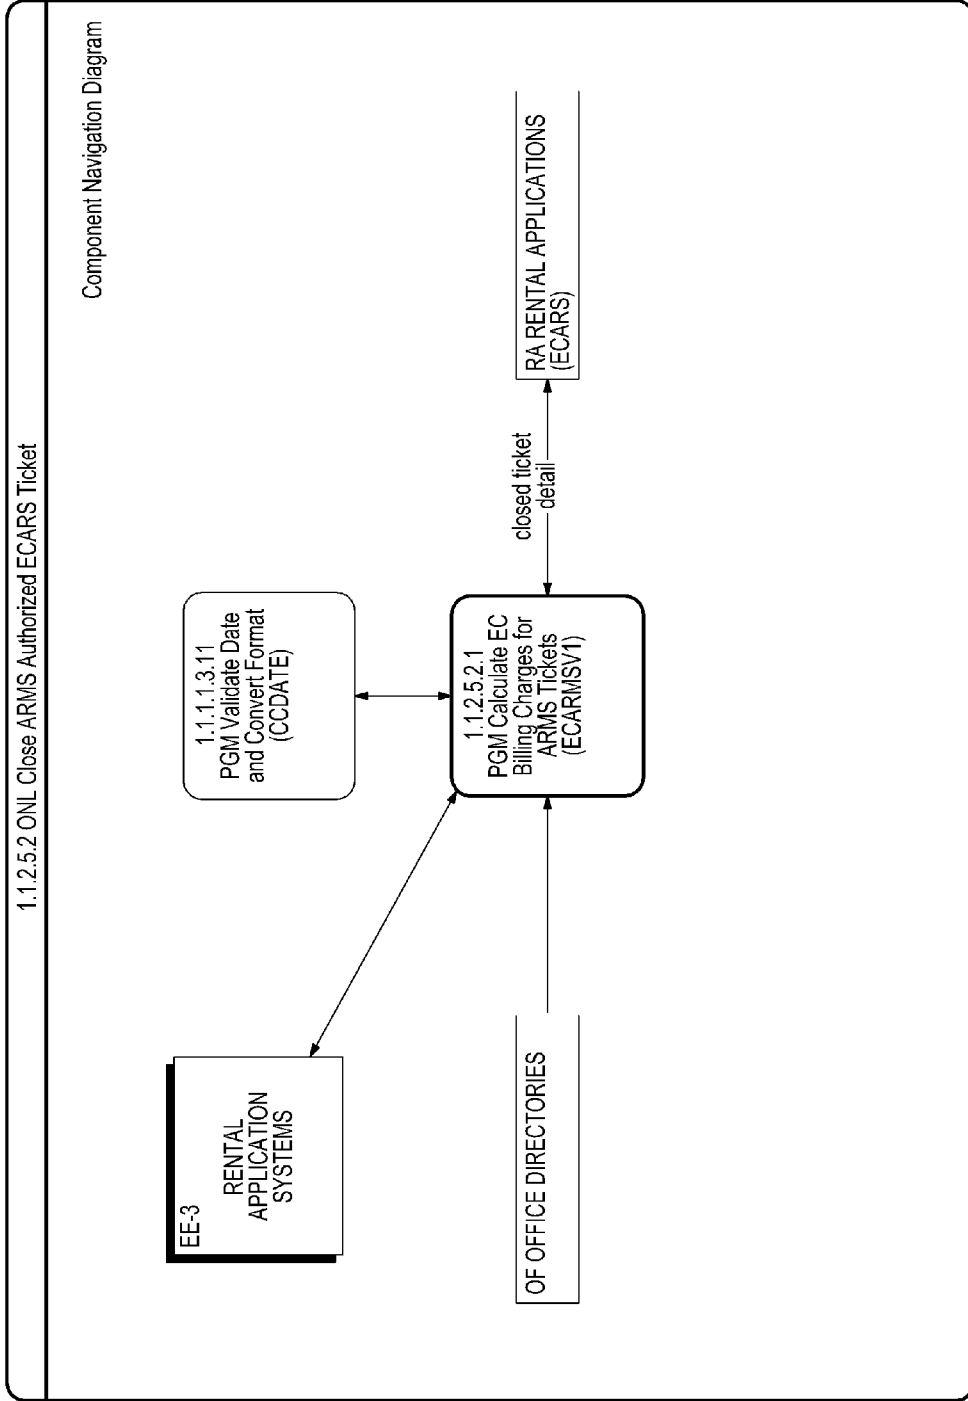 1.1.2.5.2 ONL Close ARMS Authorized ECARS Ticket
Component Navigation Diagram
EE-3
RENTAL
APPLICATION
SYSTEMS
1.1.1.1.3.11
PGM Validate Date
and Convert Format
(CCDATE)
OF OFFICE DIRECTORIES
1.1.2.5.2.1
PGM Calculate EC
Billing Charges for
ARMS Tickets
(ECARMSV1)
closed ticket
detail
RA RENTAL APPLICATIONS
(ECARS)